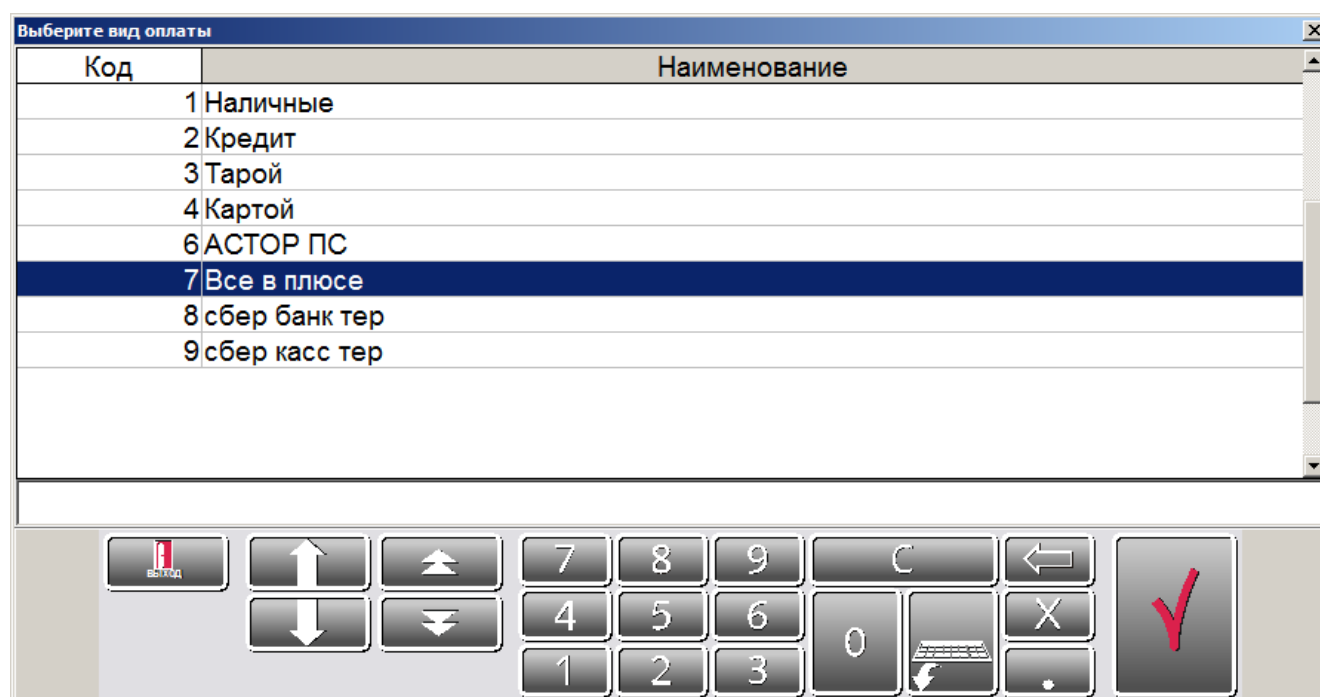 Выберите вид оплаты
Код Наименование
1 Наличные
2 Кредит
3 Тарой
4 Картой
6 АСТОР ПС
7 Все в плюсе
8 сбер банк тер
9 сбер касс тер
ВЫХОД
7 8 9 C
4 5 6 X
0
1 2 3 .